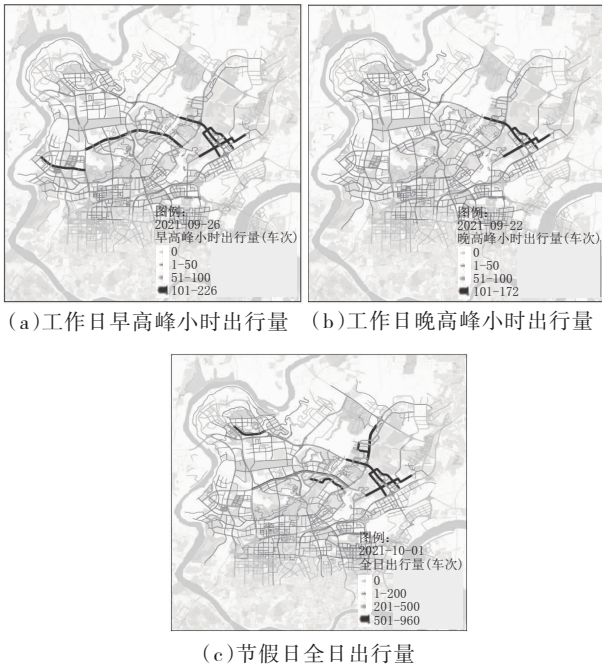 图例：
2021-09-26
早高峰小时出行量(车次)
0
1-50
51-100
101-226
图例：
2021-09-22
晚高峰小时出行量(车次)
0
1-50
51-100
101-172
(a)工作日早高峰小时出行量
(b)工作日晚高峰小时出行量
图例：
2021-10-01
全日出行量(车次)
0
1-200
201-500
501-960
(c)节假日全日出行量